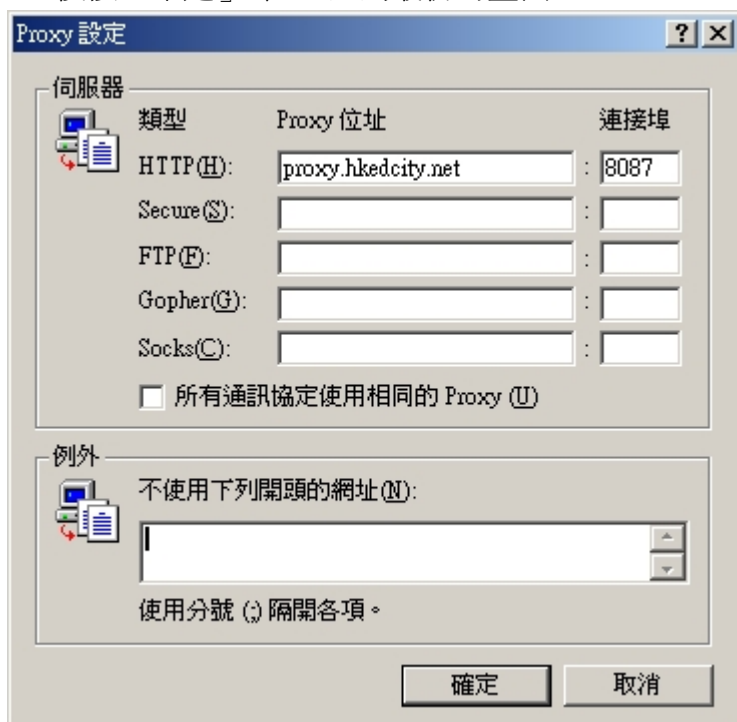 Proxy 設定
伺服器
類型 Proxy 位址 連接埠
HTTP(H): proxy.hkedcity.net : 8087
Secure(S): :
FTP(F): :
Gopher(G): :
Socks(C): :
所有通訊協定使用相同的 Proxy (U)
例外
不使用下列開頭的網址(N):
使用分號 (;) 隔開各項。
確定 取消